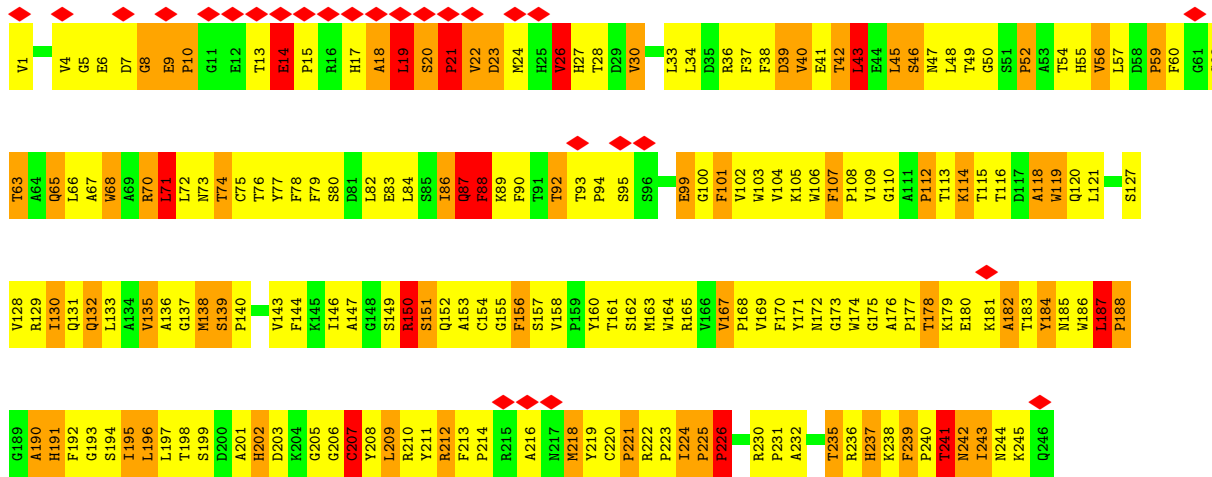 V1 V4 G5 E6 D7 G8 E9 P10 G11 E12 T13 E14 P15 R16 H17 A18 L19 S20 P21 V22 D23 M24 H25 V26 H27 T28 D29 V30 L33 L34 D35 R36 F37 F38 D39 V40 E41 T42 L43 E44 L45 S46 N47 L48 T49 G50 S51 P52 A53 T54 H55 V56 L57 D58 P59 F60 G61
T63 A64 Q65 L66 A67 W68 A69 R70 L71 L72 N73 T74 C75 T76 Y77 F78 F79 S80 D81 L82 E83 L84 S85 I86 Q87 F88 K89 F90 T91 T92 T93 P94 S95 S96 E99 G100 F101 V102 W103 V104 K105 W106 F107 P108 V109 G110 A111 P112 T113 K114 T115 T116 D117 A118 W119 Q120 L121 S127
V128 R129 I130 Q131 Q132 L133 A134 V135 A136 G137 M138 S139 P140 V143 F144 K145 I146 A147 G148 S149 R150 S151 Q152 A153 C154 G155 F156 S157 V158 P159 Y160 T161 S162 M163 W164 R165 V166 V167 P168 V169 F170 Y171 N172 G173 W174 G175 A176 P177 T178 K179 E180 K181 A182 T183 Y184 N185 W186 L187 P188
G189 A190 H191 F192 G193 S194 I195 L196 L197 T198 S199 D200 A201 H202 D203 K204 G205 G206 C207 Y208 L209 R210 Y211 R212 F213 P214 R215 A216 N217 M218 Y219 C220 P221 R222 P223 I224 P225 P226 R230 P231 A232 T235 R236 H237 K238 F239 P240 T241 N242 I243 N244 K245 Q246